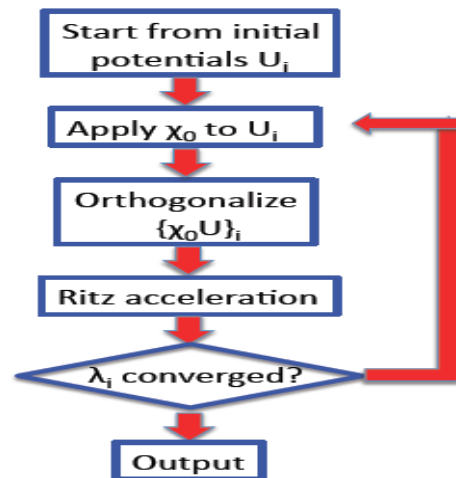 Start from initial
potentials Uᵢ
Apply χ₀ to Uᵢ
Orthogonalize
{χ₀U}ᵢ
Ritz acceleration
λᵢ converged?
Output